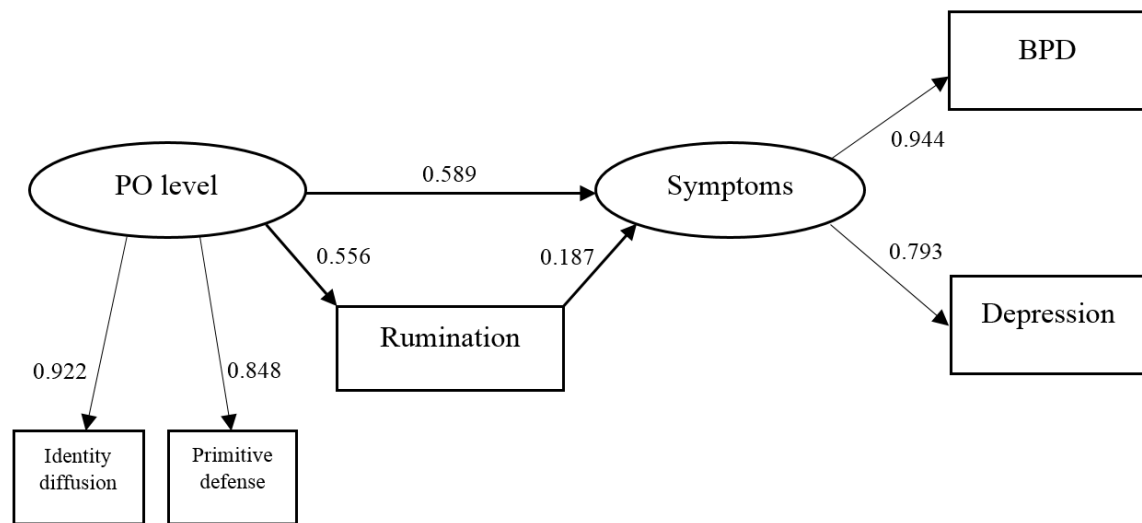 BPD
0.944
PO level
0.589
Symptoms
0.556
0.187
0.793
Rumination
Depression
0.922
0.848
Identity
diffusion
Primitive
defense